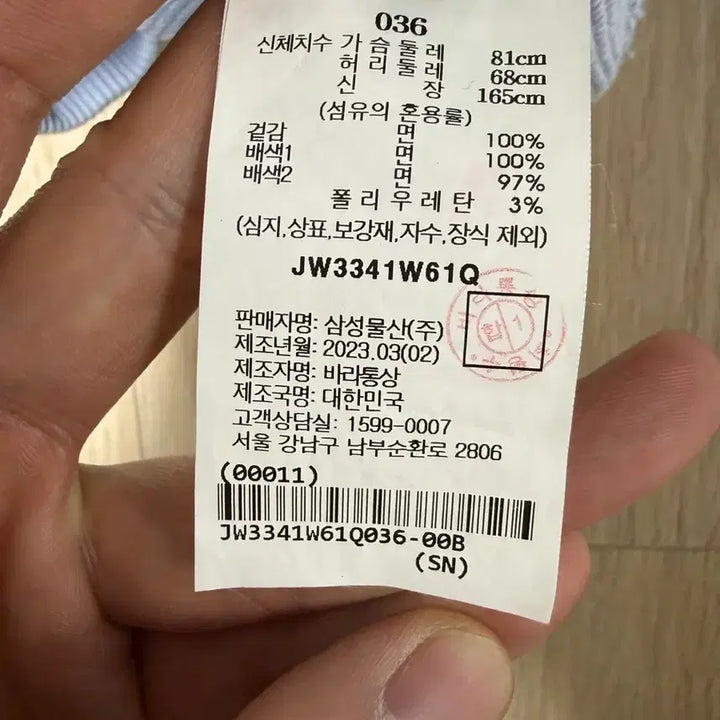 036
신체치수 가슴둘레 81cm
허리둘레 68cm
신 장 165cm
(섬유의 혼용률)
겉감 면 100%
배색1 면 100%
배색2 면 97%
폴리우레탄 3%
(심지,상표,보강재,자수,장식 제외)
JW3341W61Q
합 1
판매자명: 삼성물산(주)
제조년월: 2023.03(02)
제조자명: 바라통상
제조국명: 대한민국
고객상담실: 1599-0007
서울 강남구 남부순환로 2806
(00011)
JW3341W61Q036-00B
(SN)